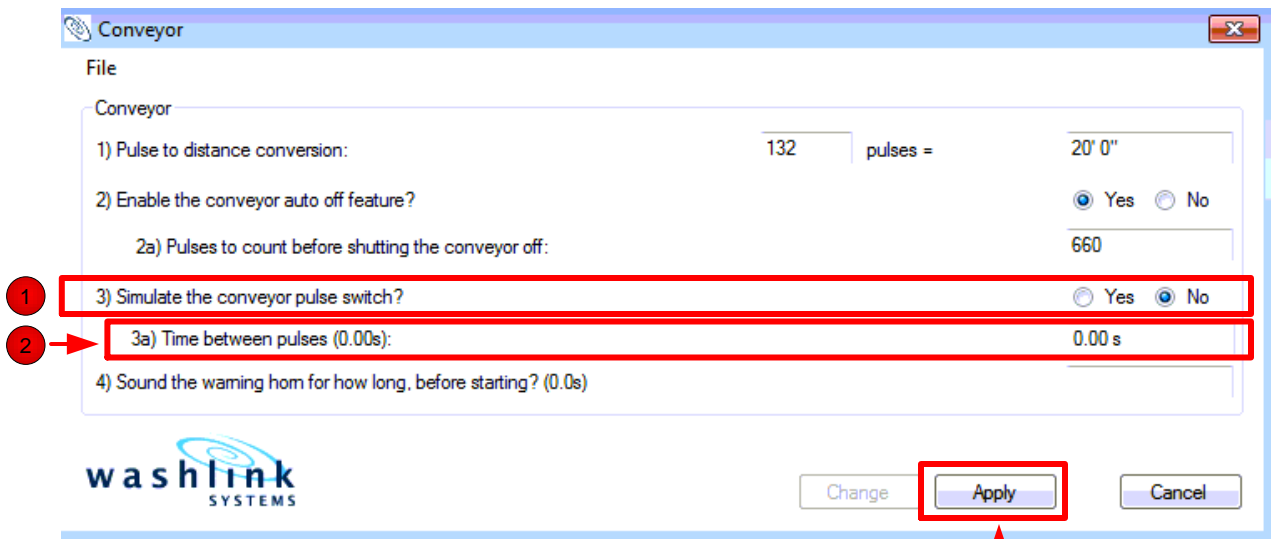 Conveyor
File
Conveyor
1) Pulse to distance conversion: 132 pulses = 20' 0"
2) Enable the conveyor auto off feature? Yes No
2a) Pulses to count before shutting the conveyor off: 660
1 3) Simulate the conveyor pulse switch? Yes No
2 3a) Time between pulses (0.00s): 0.00 s
4) Sound the warning horn for how long, before starting? (0.0s)
washlink
SYSTEMS
Change Apply Cancel